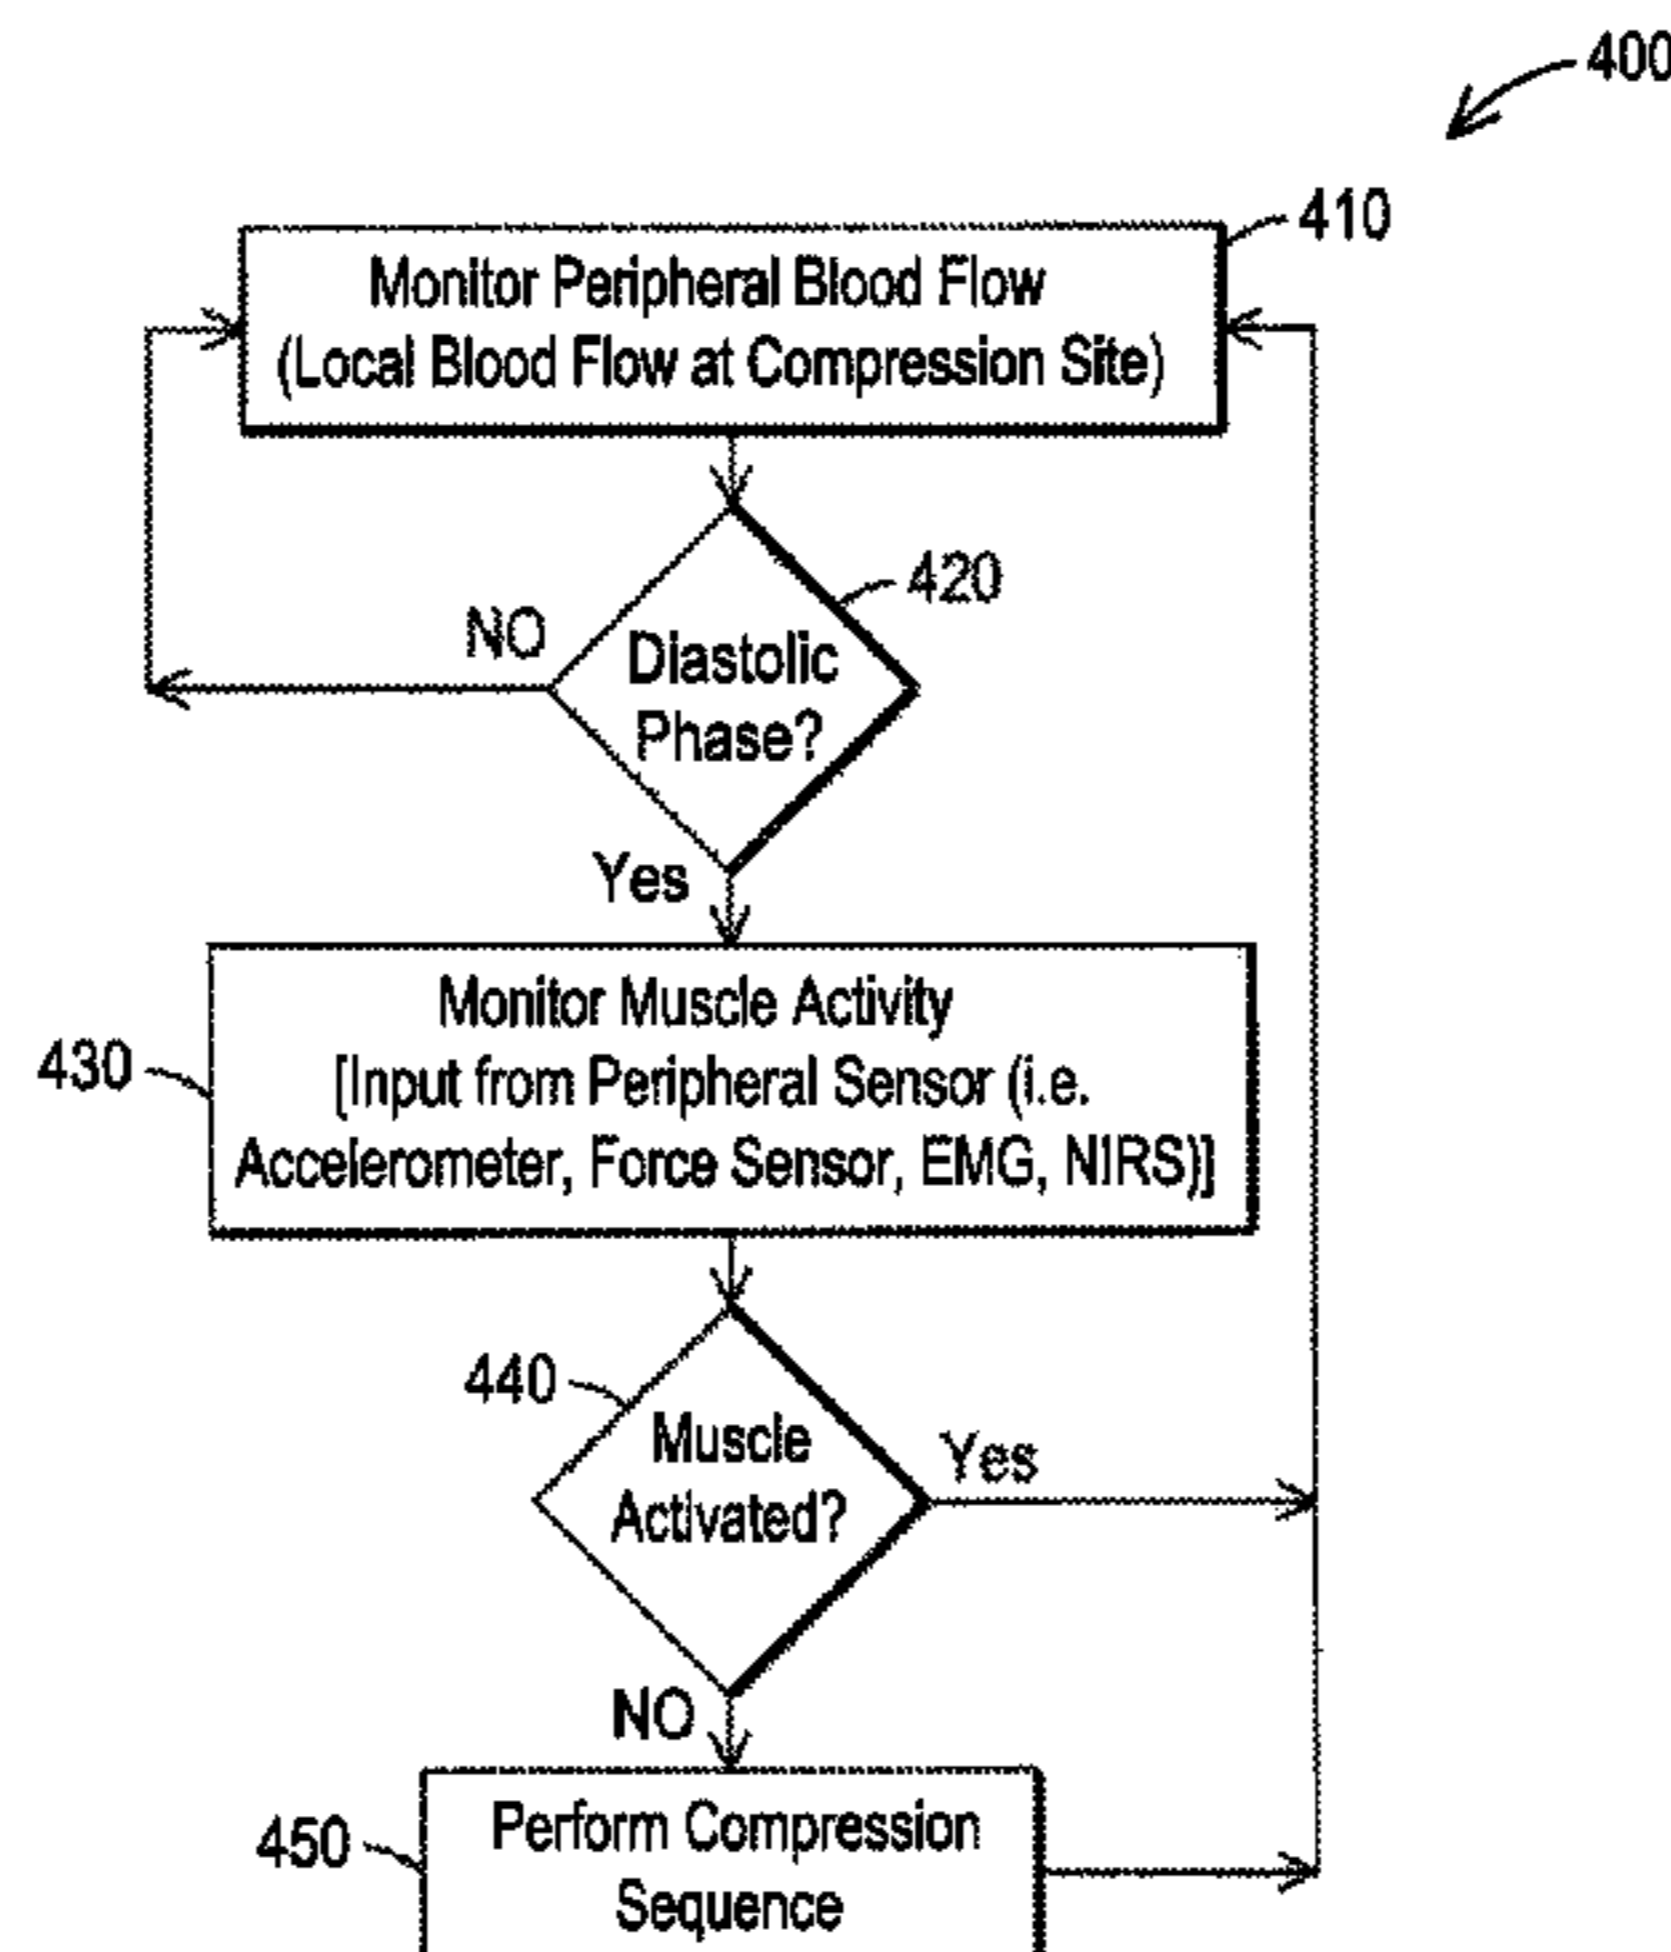 400
410
Monitor Peripheral Blood Flow
(Local Blood Flow at Compression Site)
420
NO
Diastolic
Phase?
Yes
Monitor Muscle Activity
430
[Input from Peripheral Sensor (i.e.
Accelerometer, Force Sensor, EMG, NIRS)]
440
Muscle
Yes
Activated?
NO
Perform Compression
450
Sequence